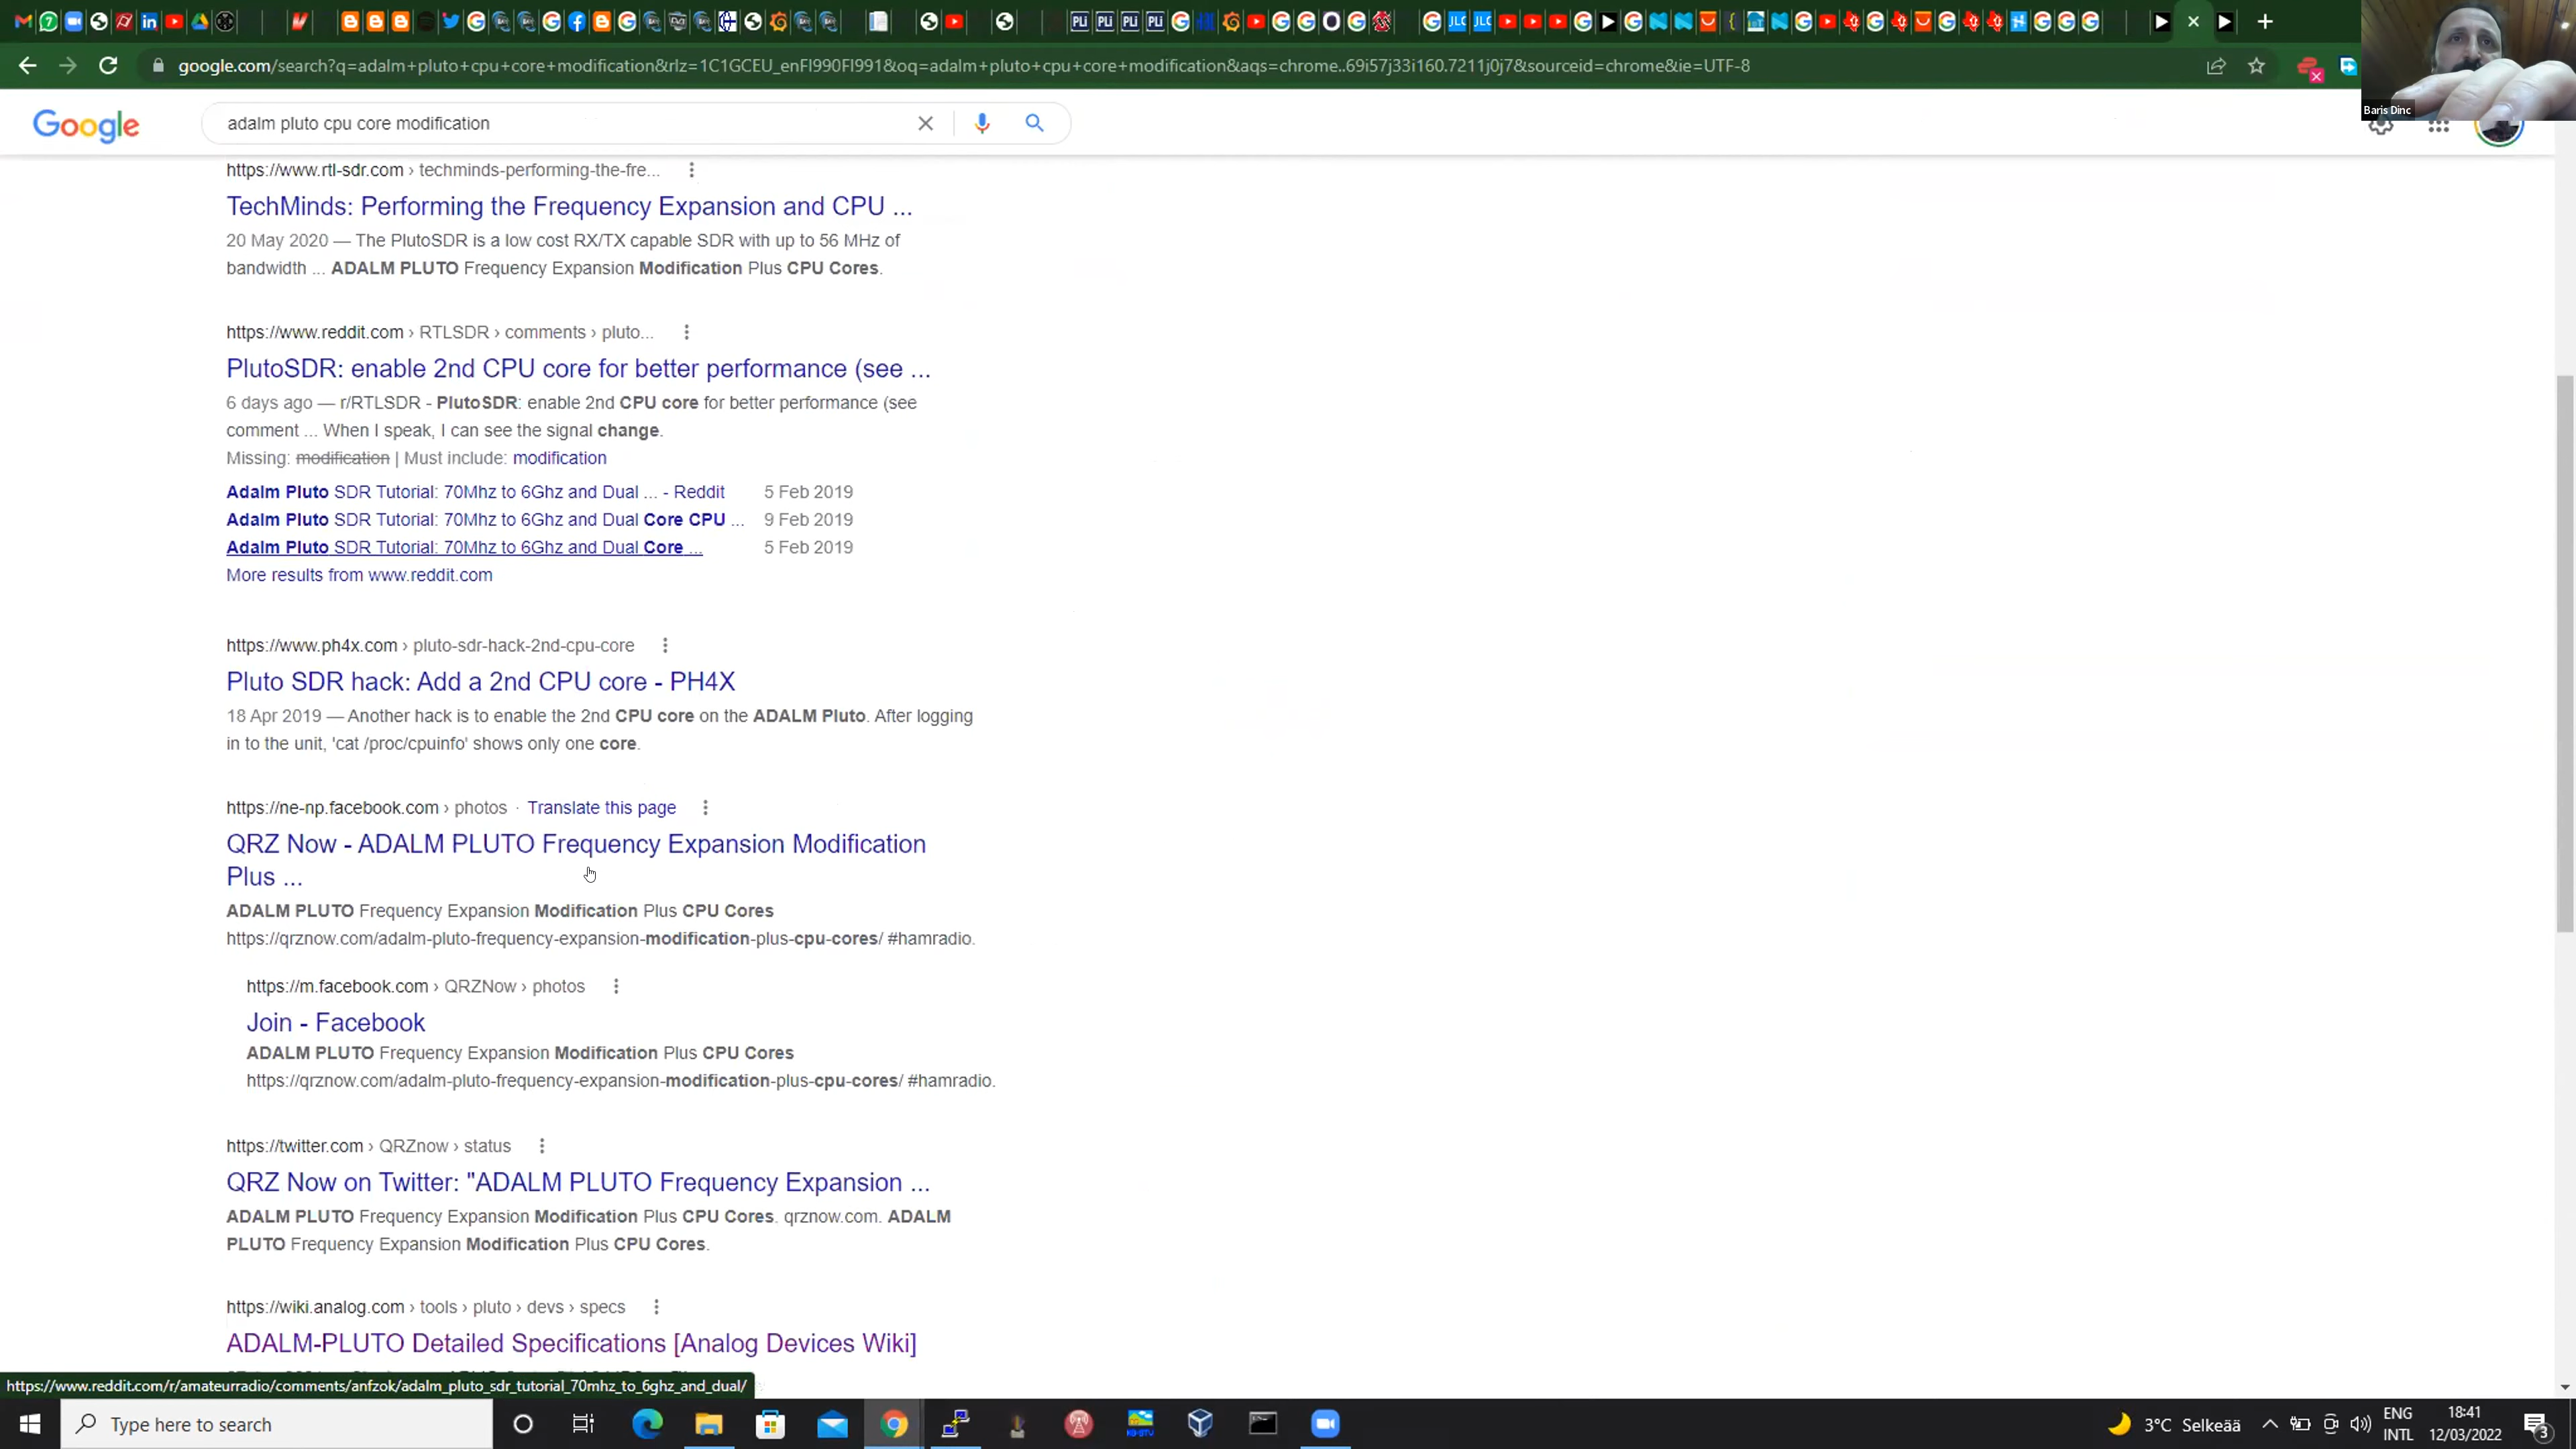 google.com/search?q=adalm+pluto+cpu+core+modification&rlz=1C1GCEU_enFI990FI991&oq=adalm+pluto+cpu+core+modification&aqs=chrome..69i57j33i160.7211j0j7&sourceid=chrome&ie=UTF-8
Baris Dinc
Google
adalm pluto cpu core modification
https://www.rtl-sdr.com › techminds-performing-the-fre...
TechMinds: Performing the Frequency Expansion and CPU ...
20 May 2020 — The PlutoSDR is a low cost RX/TX capable SDR with up to 56 MHz of
bandwidth ... ADALM PLUTO Frequency Expansion Modification Plus CPU Cores.
https://www.reddit.com › RTLSDR › comments › pluto...
PlutoSDR: enable 2nd CPU core for better performance (see ...
6 days ago — r/RTLSDR - PlutoSDR: enable 2nd CPU core for better performance (see
comment ... When I speak, I can see the signal change.
Missing: modification | Must include: modification
Adalm Pluto SDR Tutorial: 70Mhz to 6Ghz and Dual ... - Reddit 5 Feb 2019
Adalm Pluto SDR Tutorial: 70Mhz to 6Ghz and Dual Core CPU ... 9 Feb 2019
Adalm Pluto SDR Tutorial: 70Mhz to 6Ghz and Dual Core ... 5 Feb 2019
More results from www.reddit.com
https://www.ph4x.com › pluto-sdr-hack-2nd-cpu-core
Pluto SDR hack: Add a 2nd CPU core - PH4X
18 Apr 2019 — Another hack is to enable the 2nd CPU core on the ADALM Pluto. After logging
in to the unit, 'cat /proc/cpuinfo' shows only one core.
https://ne-np.facebook.com › photos · Translate this page
QRZ Now - ADALM PLUTO Frequency Expansion Modification
Plus ...
ADALM PLUTO Frequency Expansion Modification Plus CPU Cores
https://qrznow.com/adalm-pluto-frequency-expansion-modification-plus-cpu-cores/ #hamradio.
https://m.facebook.com › QRZNow › photos
Join - Facebook
ADALM PLUTO Frequency Expansion Modification Plus CPU Cores
https://qrznow.com/adalm-pluto-frequency-expansion-modification-plus-cpu-cores/ #hamradio.
https://twitter.com › QRZnow › status
QRZ Now on Twitter: "ADALM PLUTO Frequency Expansion ...
ADALM PLUTO Frequency Expansion Modification Plus CPU Cores. qrznow.com. ADALM
PLUTO Frequency Expansion Modification Plus CPU Cores.
https://wiki.analog.com › tools › pluto › devs › specs
ADALM-PLUTO Detailed Specifications [Analog Devices Wiki]
https://www.reddit.com/r/amateurradio/comments/anfzok/adalm_pluto_sdr_tutorial_70mhz_to_6ghz_and_dual/
Type here to search
3°C Selkeää
ENG
INTL
18:41
12/03/2022
3